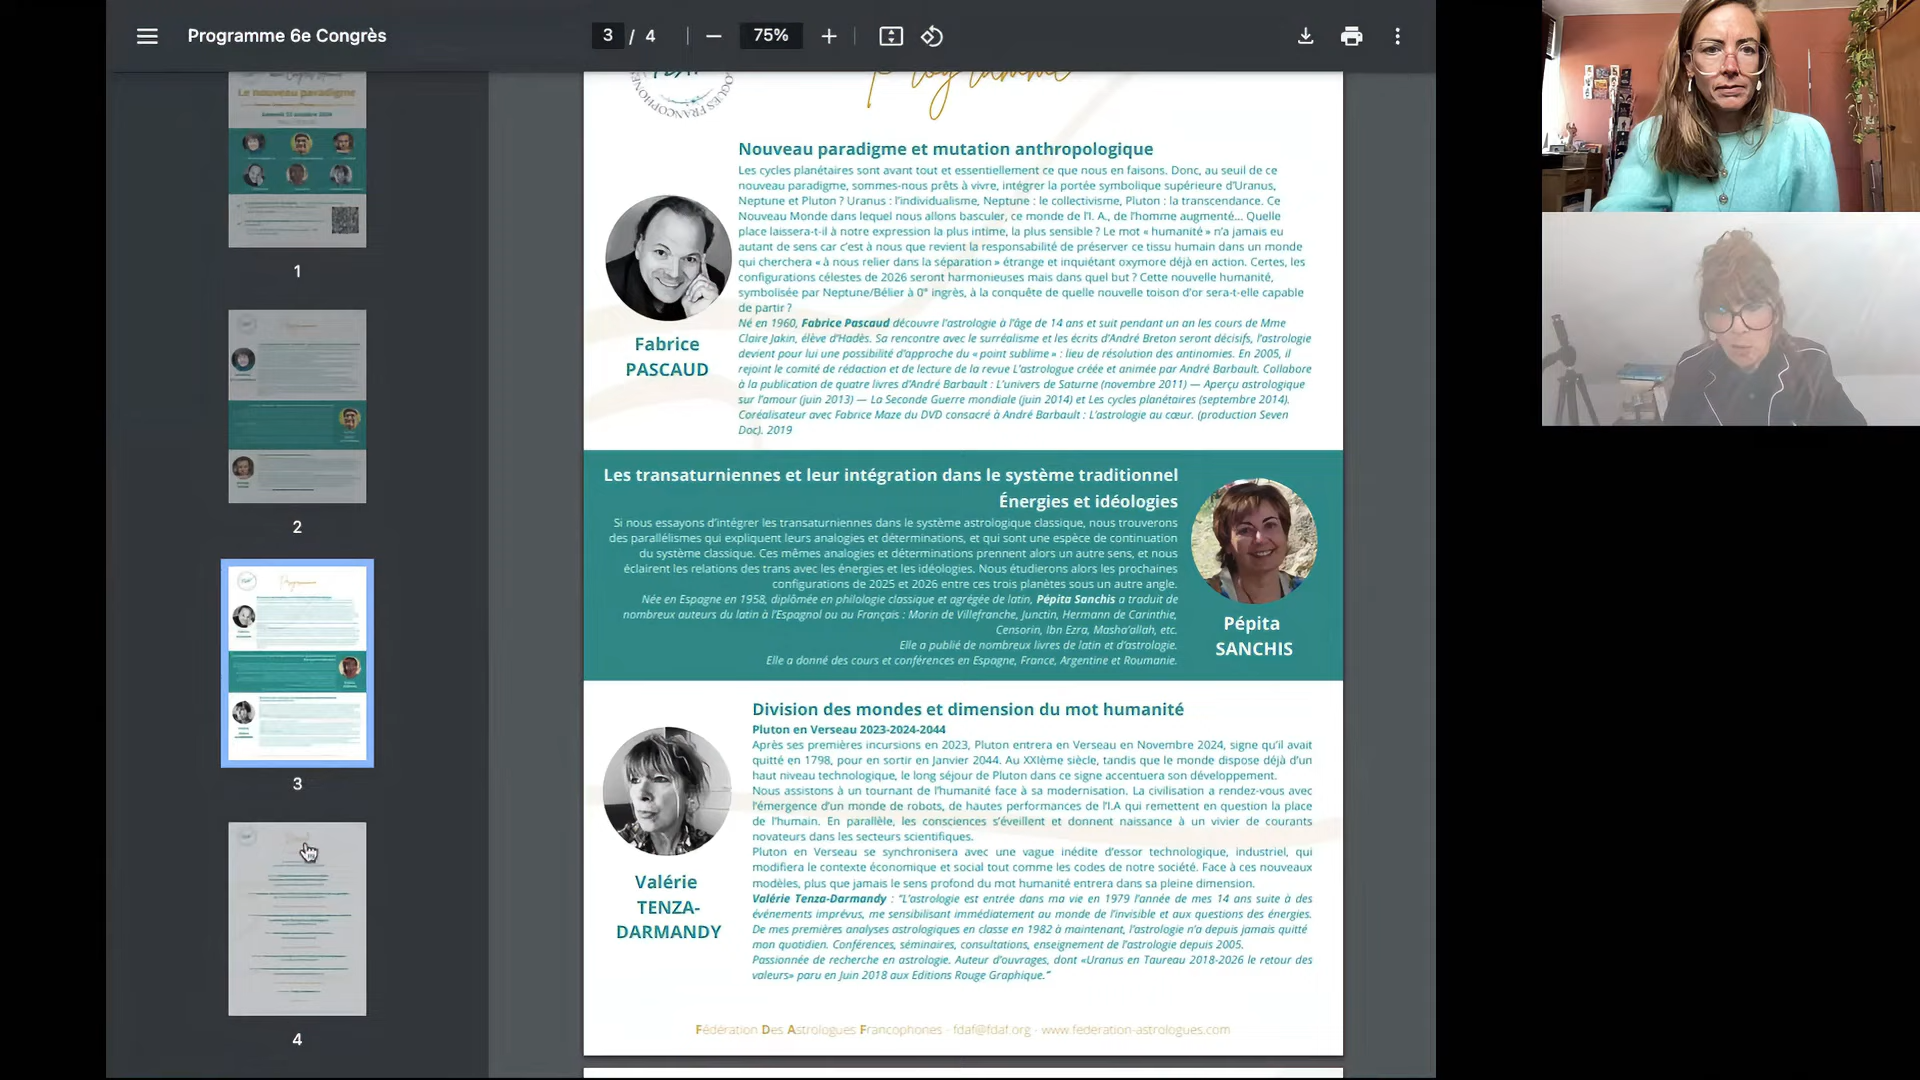 Programme 6e Congrès
3 / 4
75%
Le nouveau paradigme
1
2
3
4
Programme
Nouveau paradigme et mutation anthropologique
Les cycles planétaires sont avant tout et essentiellement ce que nous en faisons. Donc, au seuil de ce
nouveau paradigme, sommes-nous prêts à vivre, intégrer la portée symbolique supérieure d'Uranus,
Neptune et Pluton ? Uranus : l'individualisme, Neptune : le collectivisme, Pluton : la transcendance. Ce
Nouveau Monde dans lequel nous allons basculer, ce monde de l'I. A., de l'homme augmenté... Quelle
place laissera-t-il à notre expression la plus intime, la plus sensible ? Le mot « humanité » n'a jamais eu
autant de sens car c'est à nous que revient la responsabilité de préserver ce tissu humain dans un monde
qui cherchera « à nous relier dans la séparation » étrange et inquiétant oxymore déjà en action. Certes, les
configurations célestes de 2026 seront harmonieuses mais dans quel but ? Cette nouvelle humanité,
symbolisée par Neptune/Bélier à 0° ingrès, à la conquête de quelle nouvelle toison d'or sera-t-elle capable
de partir ?
Né en 1960, Fabrice Pascaud découvre l'astrologie à l'âge de 14 ans et suit pendant un an les cours de Mme
Claire Jakin, élève d'Hadès. Sa rencontre avec le surréalisme et les écrits d'André Breton seront décisifs, l'astrologie
devient pour lui une possibilité d'approche du « point sublime » : lieu de résolution des antinomies. En 2005, il
rejoint le comité de rédaction et de lecture de la revue L'astrologue créée et animée par André Barbault. Collabore
à la publication de quatre livres d'André Barbault : L'univers de Saturne (novembre 2011) — Aperçu astrologique
sur l'amour (juin 2013) — La Seconde Guerre mondiale (juin 2014) et Les cycles planétaires (septembre 2014).
Coréalisateur avec Fabrice Maze du DVD consacré à André Barbault : L'astrologie au cœur. (production Seven
Doc). 2019
Fabrice
PASCAUD
Les transaturniennes et leur intégration dans le système traditionnel
Énergies et idéologies
Si nous essayons d'intégrer les transaturniennes dans le système astrologique classique, nous trouverons
des parallélismes qui expliquent leurs analogies et déterminations, et qui sont une espèce de continuation
du système classique. Ces mêmes analogies et déterminations prennent alors un autre sens, et nous
éclairent les relations des trans avec les énergies et les idéologies. Nous étudierons alors les prochaines
configurations de 2025 et 2026 entre ces trois planètes sous un autre angle.
Née en Espagne en 1958, diplômée en philologie classique et agrégée de latin, Pépita Sanchis a traduit de
nombreux auteurs du latin à l'Espagnol ou au Français : Morin de Villefranche, Junctin, Hermann de Carinthie,
Censorin, Ibn Ezra, Masha'allah, etc.
Elle a publié de nombreux livres de latin et d'astrologie.
Elle a donné des cours et conférences en Espagne, France, Argentine et Roumanie.
Pépita
SANCHIS
Division des mondes et dimension du mot humanité
Pluton en Verseau 2023-2024-2044
Après ses premières incursions en 2023, Pluton entrera en Verseau en Novembre 2024, signe qu'il avait
quitté en 1798, pour en sortir en Janvier 2044. Au XXIème siècle, tandis que le monde dispose déjà d'un
haut niveau technologique, le long séjour de Pluton dans ce signe accentuera son développement.
Nous assistons à un tournant de l'humanité face à sa modernisation. La civilisation a rendez-vous avec
l'émergence d'un monde de robots, de hautes performances de l'I.A qui remettent en question la place
de l'humain. En parallèle, les consciences s'éveillent et donnent naissance à un vivier de courants
novateurs dans les secteurs scientifiques.
Pluton en Verseau se synchronisera avec une vague inédite d'essor technologique, industriel, qui
modifiera le contexte économique et social tout comme les codes de notre société. Face à ces nouveaux
modèles, plus que jamais le sens profond du mot humanité entrera dans sa pleine dimension.
Valérie Tenza-Darmandy : "L'astrologie est entrée dans ma vie en 1979 l'année de mes 14 ans suite à des
événements imprévus, me sensibilisant immédiatement au monde de l'invisible et aux questions des énergies.
De mes premières analyses astrologiques en classe en 1982 à maintenant, l'astrologie n'a depuis jamais quitté
mon quotidien. Conférences, séminaires, consultations, enseignement de l'astrologie depuis 2005.
Passionnée de recherche en astrologie. Auteur d'ouvrages, dont «Uranus en Taureau 2018-2026 le retour des
valeurs» paru en Juin 2018 aux Editions Rouge Graphique."
Valérie
TENZA-
DARMANDY
Fédération Des Astrologues Francophones - fdaf@fdaf.org - www.federation-astrologues.com